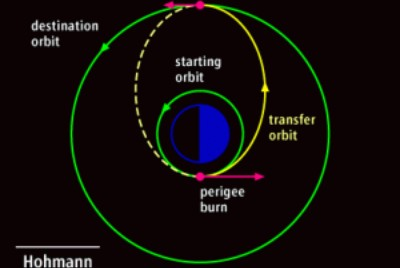 destination
orbit
starting
orbit
transfer
orbit
perigee
burn
Hohmann